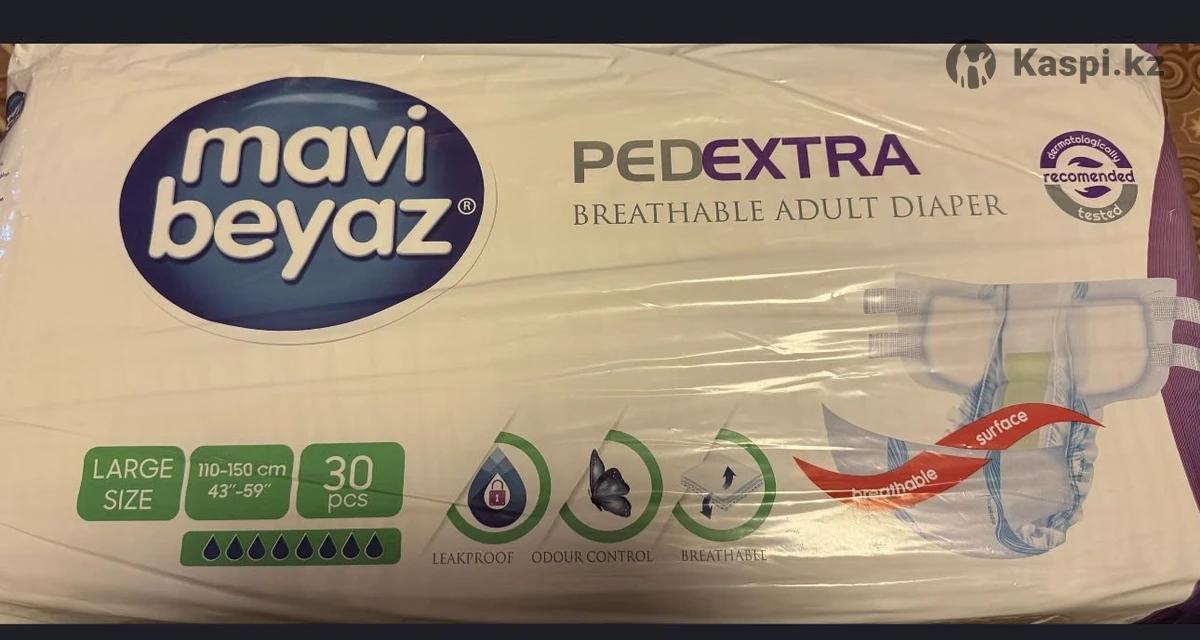 Kaspi.kz
mavi
beyaz®
PEDEXTRA
BREATHABLE ADULT DIAPER
dermatologically
recomended
tested
surface
breathable
LARGE
SIZE
110-150 cm
43"-59"
30
pcs
LEAKPROOF
ODOUR CONTROL
BREATHABLE